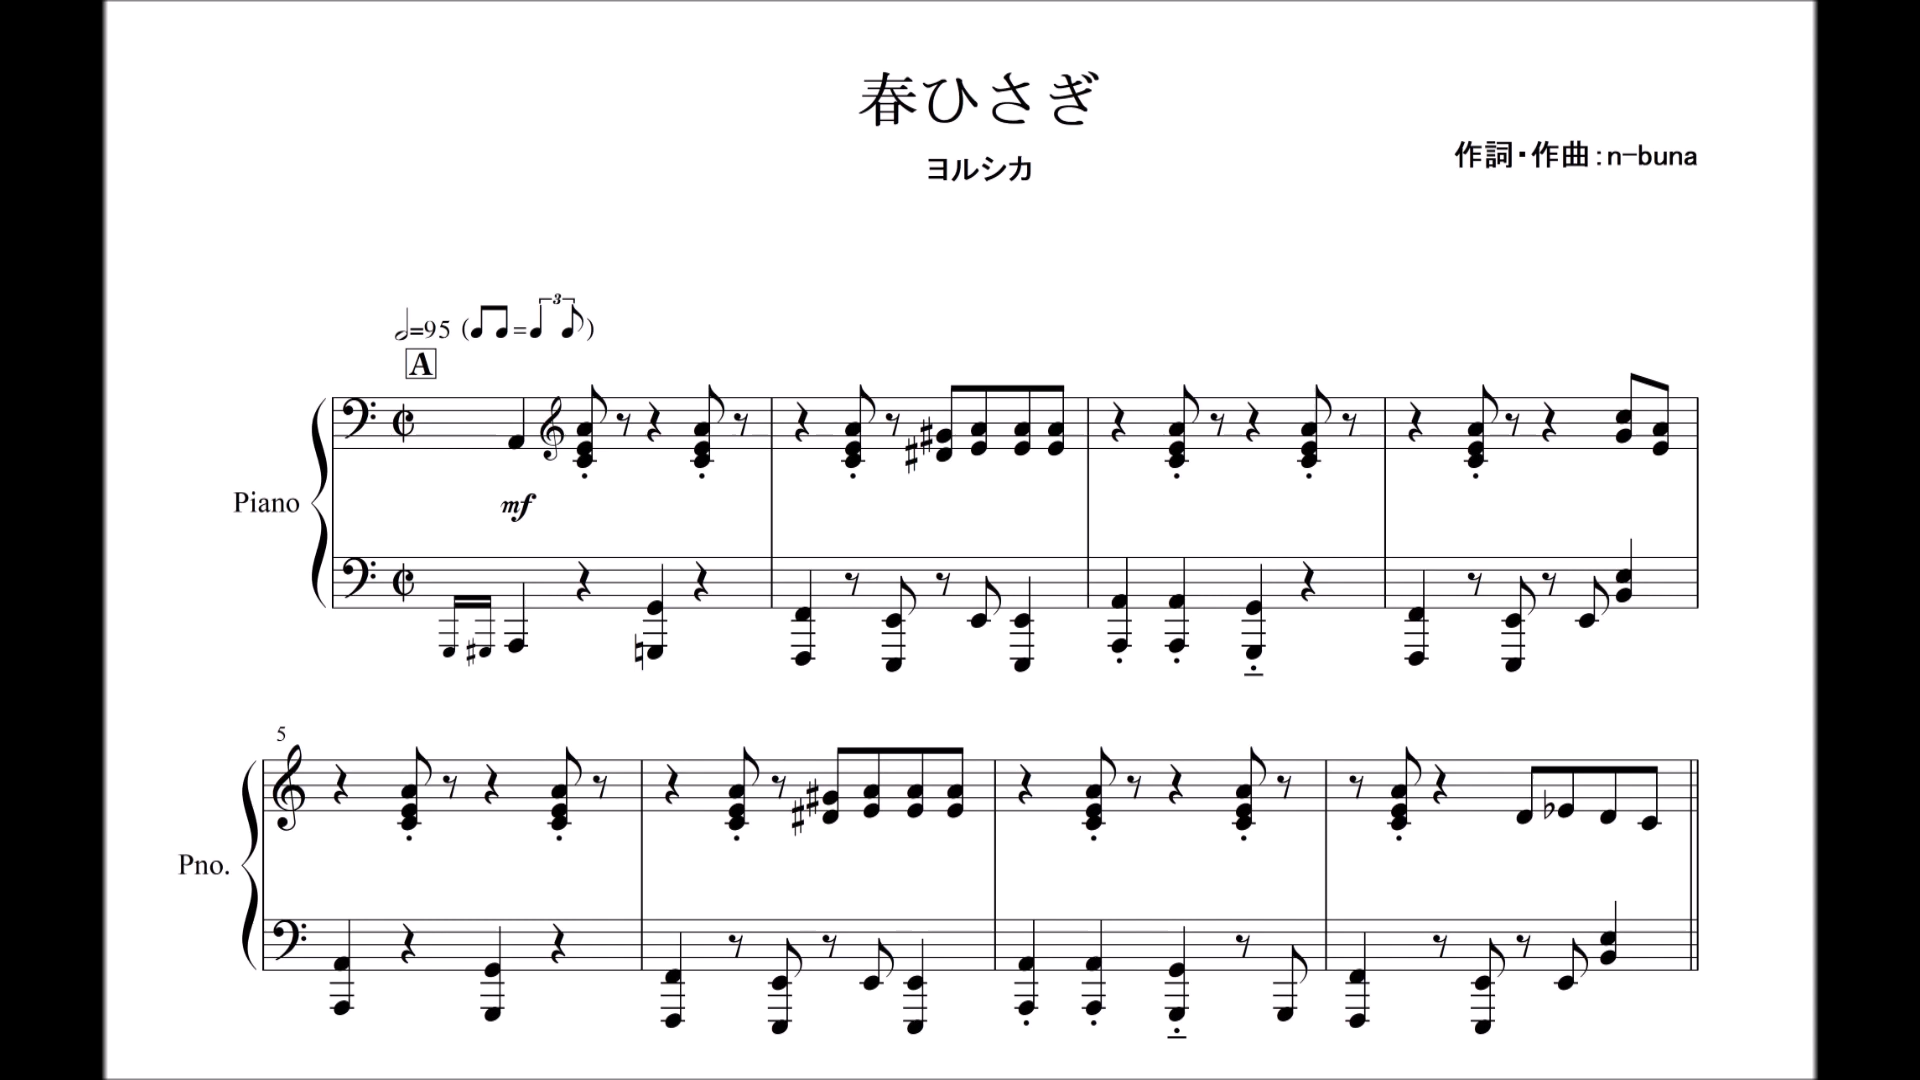 春ひさぎ
ヨルシカ
作詞・作曲：n-buna
=95 ( = 3 )
A
Piano
mf
5
Pno.